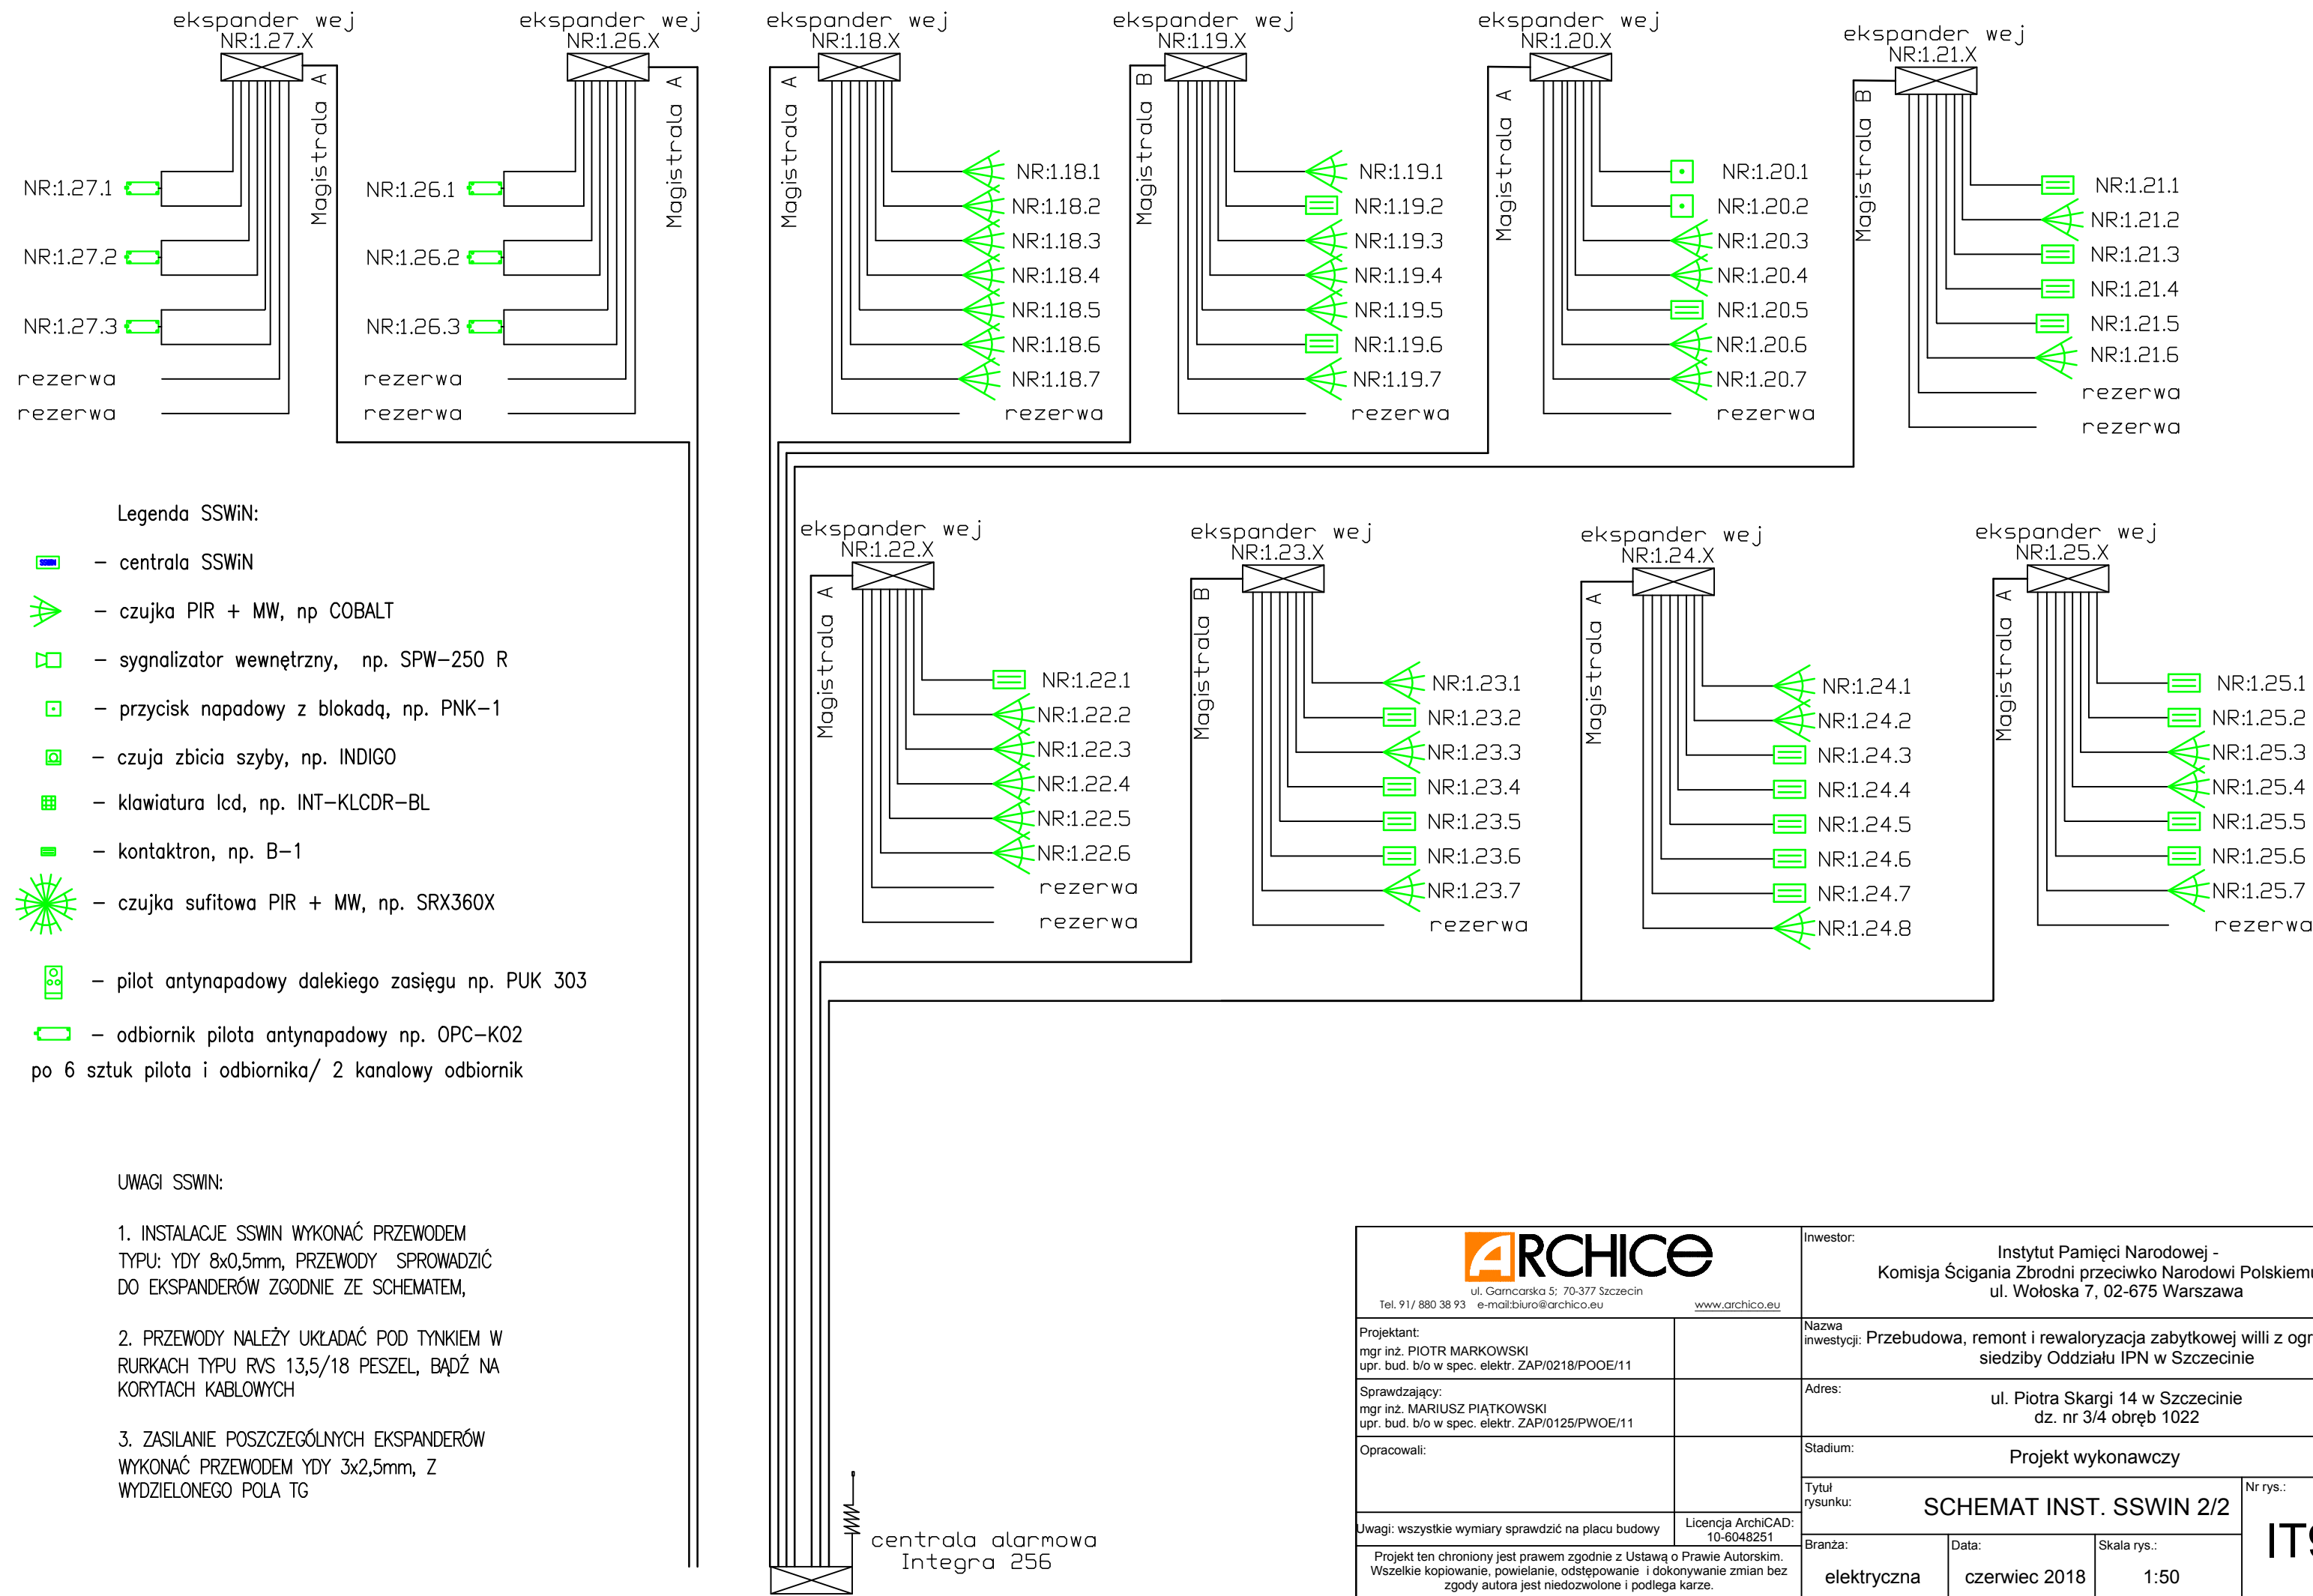 ekspander wej
NR:1.27.X
Magistrala A
NR:1.27.1
NR:1.27.2
NR:1.27.3
rezerwa
rezerwa
ekspander wej
NR:1.26.X
Magistrala A
NR:1.26.1
NR:1.26.2
NR:1.26.3
rezerwa
rezerwa
ekspander wej
NR:1.18.X
Magistrala A
NR:1.18.1
NR:1.18.2
NR:1.18.3
NR:1.18.4
NR:1.18.5
NR:1.18.6
NR:1.18.7
rezerwa
ekspander wej
NR:1.19.X
Magistrala B
NR:1.19.1
NR:1.19.2
NR:1.19.3
NR:1.19.4
NR:1.19.5
NR:1.19.6
NR:1.19.7
rezerwa
ekspander wej
NR:1.20.X
Magistrala A
NR:1.20.1
NR:1.20.2
NR:1.20.3
NR:1.20.4
NR:1.20.5
NR:1.20.6
NR:1.20.7
rezerwa
ekspander wej
NR:1.21.X
Magistrala B
NR:1.21.1
NR:1.21.2
NR:1.21.3
NR:1.21.4
NR:1.21.5
NR:1.21.6
rezerwa
rezerwa
Legenda SSWiN:
SSWiN – centrala SSWiN
– czujka PIR + MW, np COBALT
– sygnalizator wewnętrzny, np. SPW–250 R
– przycisk napadowy z blokadą, np. PNK–1
– czuja zbicia szyby, np. INDIGO
– klawiatura lcd, np. INT–KLCDR–BL
– kontaktron, np. B–1
– czujka sufitowa PIR + MW, np. SRX360X
– pilot antynapadowy dalekiego zasięgu np. PUK 303
– odbiornik pilota antynapadowy np. OPC–KO2
po 6 sztuk pilota i odbiornika/ 2 kanalowy odbiornik
ekspander wej
NR:1.22.X
Magistrala A
NR:1.22.1
NR:1.22.2
NR:1.22.3
NR:1.22.4
NR:1.22.5
NR:1.22.6
rezerwa
rezerwa
ekspander wej
NR:1.23.X
Magistrala B
NR:1.23.1
NR:1.23.2
NR:1.23.3
NR:1.23.4
NR:1.23.5
NR:1.23.6
NR:1.23.7
rezerwa
ekspander wej
NR:1.24.X
Magistrala A
NR:1.24.1
NR:1.24.2
NR:1.24.3
NR:1.24.4
NR:1.24.5
NR:1.24.6
NR:1.24.7
NR:1.24.8
ekspander wej
NR:1.25.X
Magistrala A
NR:1.25.1
NR:1.25.2
NR:1.25.3
NR:1.25.4
NR:1.25.5
NR:1.25.6
NR:1.25.7
rezerwa
UWAGI SSWIN:
1. INSTALACJE SSWIN WYKONAĆ PRZEWODEM
TYPU: YDY 8x0,5mm, PRZEWODY SPROWADZIĆ
DO EKSPANDERÓW ZGODNIE ZE SCHEMATEM,
2. PRZEWODY NALEŻY UKŁADAĆ POD TYNKIEM W
RURKACH TYPU RVS 13,5/18 PESZEL, BĄDŹ NA
KORYTACH KABLOWYCH
3. ZASILANIE POSZCZEGÓLNYCH EKSPANDERÓW
WYKONAĆ PRZEWODEM YDY 3x2,5mm, Z
WYDZIELONEGO POLA TG
centrala alarmowa
Integra 256
ARCHICE
ul. Garncarska 5; 70-377 Szczecin
Tel. 91/ 880 38 93 e-mail:biuro@archico.eu www.archico.eu
Inwestor:
Instytut Pamięci Narodowej -
Komisja Ścigania Zbrodni przeciwko Narodowi Polskiemu
ul. Wołoska 7, 02-675 Warszawa
Projektant:
mgr inż. PIOTR MARKOWSKI
upr. bud. b/o w spec. elektr. ZAP/0218/POOE/11
Nazwa
inwestycji: Przebudowa, remont i rewaloryzacja zabytkowej willi z ogr
siedziby Oddziału IPN w Szczecinie
Sprawdzający:
mgr inż. MARIUSZ PIĄTKOWSKI
upr. bud. b/o w spec. elektr. ZAP/0125/PWOE/11
Adres:
ul. Piotra Skargi 14 w Szczecinie
dz. nr 3/4 obręb 1022
Opracowali:
Stadium:
Projekt wykonawczy
Tytuł
rysunku:
SCHEMAT INST. SSWIN 2/2
Nr rys.:
IT9
Uwagi: wszystkie wymiary sprawdzić na placu budowy
Licencja ArchiCAD:
10-6048251
Projekt ten chroniony jest prawem zgodnie z Ustawą o Prawie Autorskim.
Wszelkie kopiowanie, powielanie, odstępowanie i dokonywanie zmian bez
zgody autora jest niedozwolone i podlega karze.
Branża:
elektryczna
Data:
czerwiec 2018
Skala rys.:
1:50